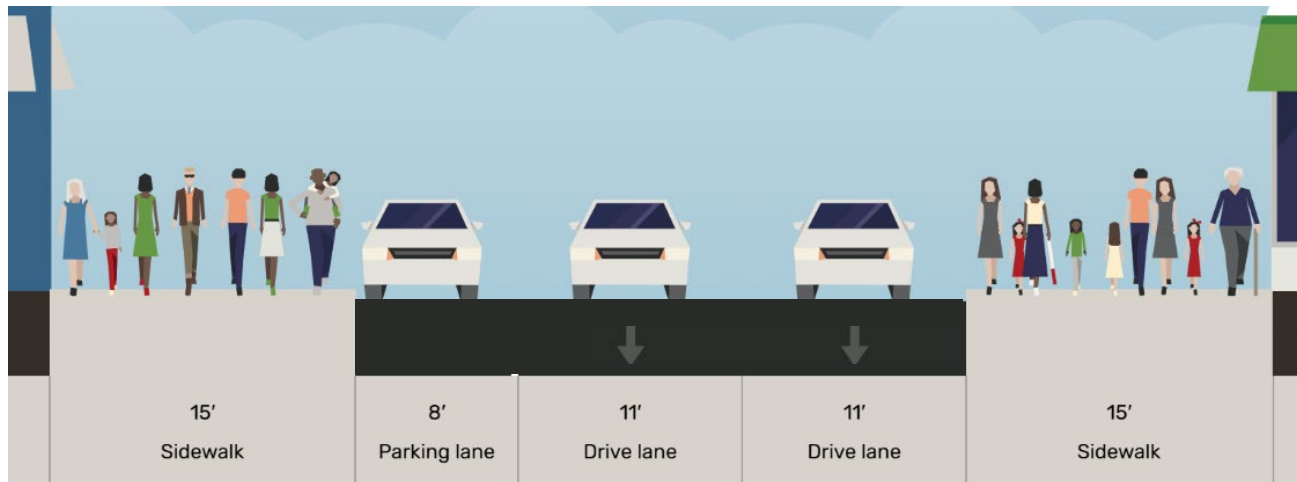 15′
Sidewalk
8′
Parking lane
11′
Drive lane
11′
Drive lane
15′
Sidewalk